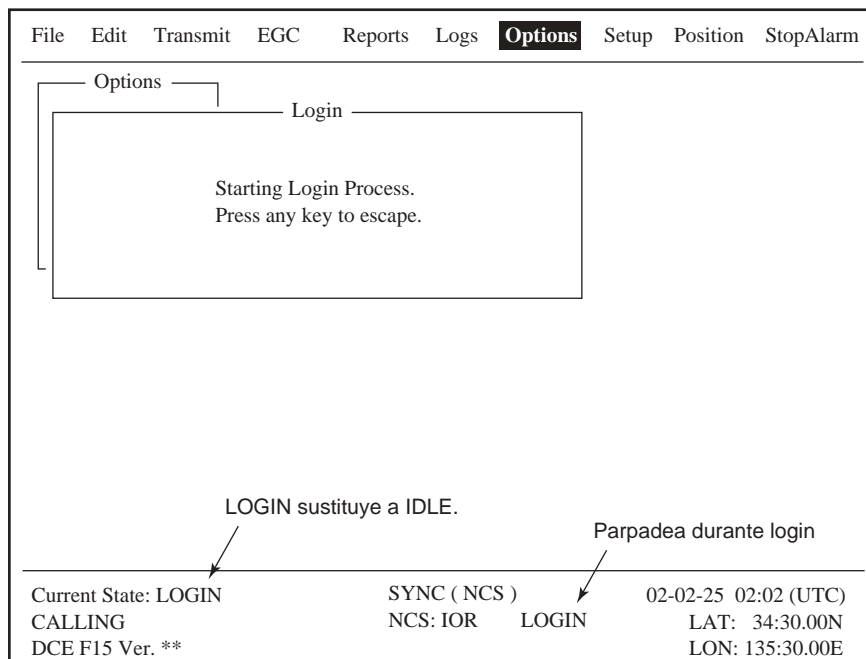 File Edit Transmit EGC Reports Logs Options Setup Position StopAlarm
Options
Login
Starting Login Process.
Press any key to escape.
LOGIN sustituye a IDLE.
Parpadea durante login
Current State: LOGIN SYNC ( NCS ) 02-02-25 02:02 (UTC)
CALLING NCS: IOR LOGIN LAT: 34:30.00N
DCE F15 Ver. ** LON: 135:30.00E